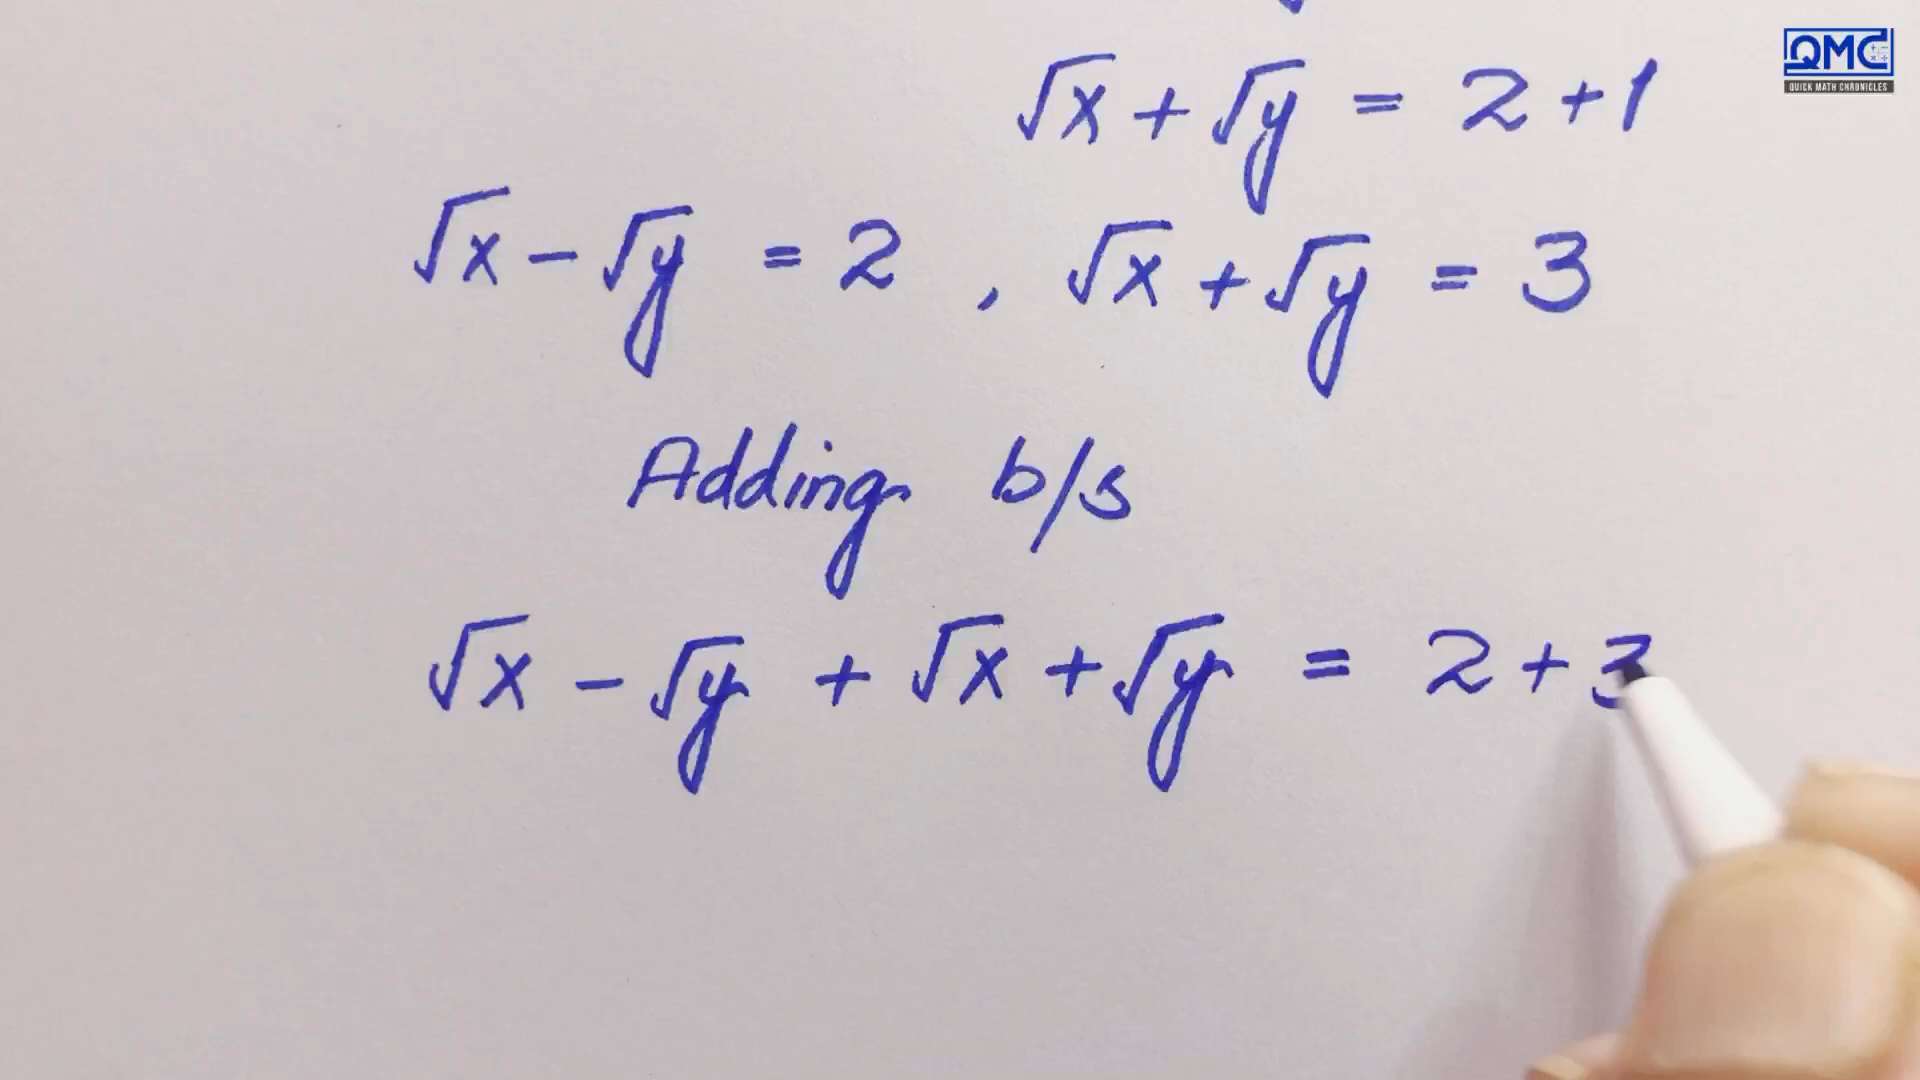 QMC
QUICK MATH CHRONICLES
√x + √y = 2 + 1
√x - √y = 2 , √x + √y = 3
Adding b/s
√x - √y + √x + √y = 2 + 3